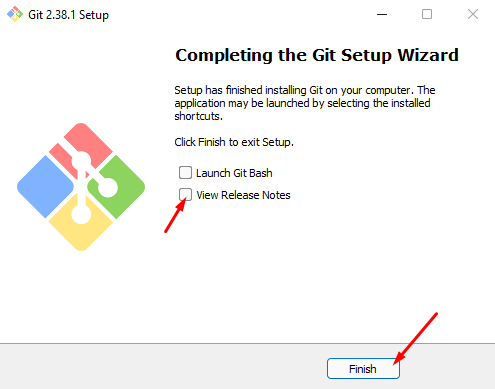 Git 2.38.1 Setup
Completing the Git Setup Wizard
Setup has finished installing Git on your computer. The
application may be launched by selecting the installed
shortcuts.
Click Finish to exit Setup.
Launch Git Bash
View Release Notes
Finish